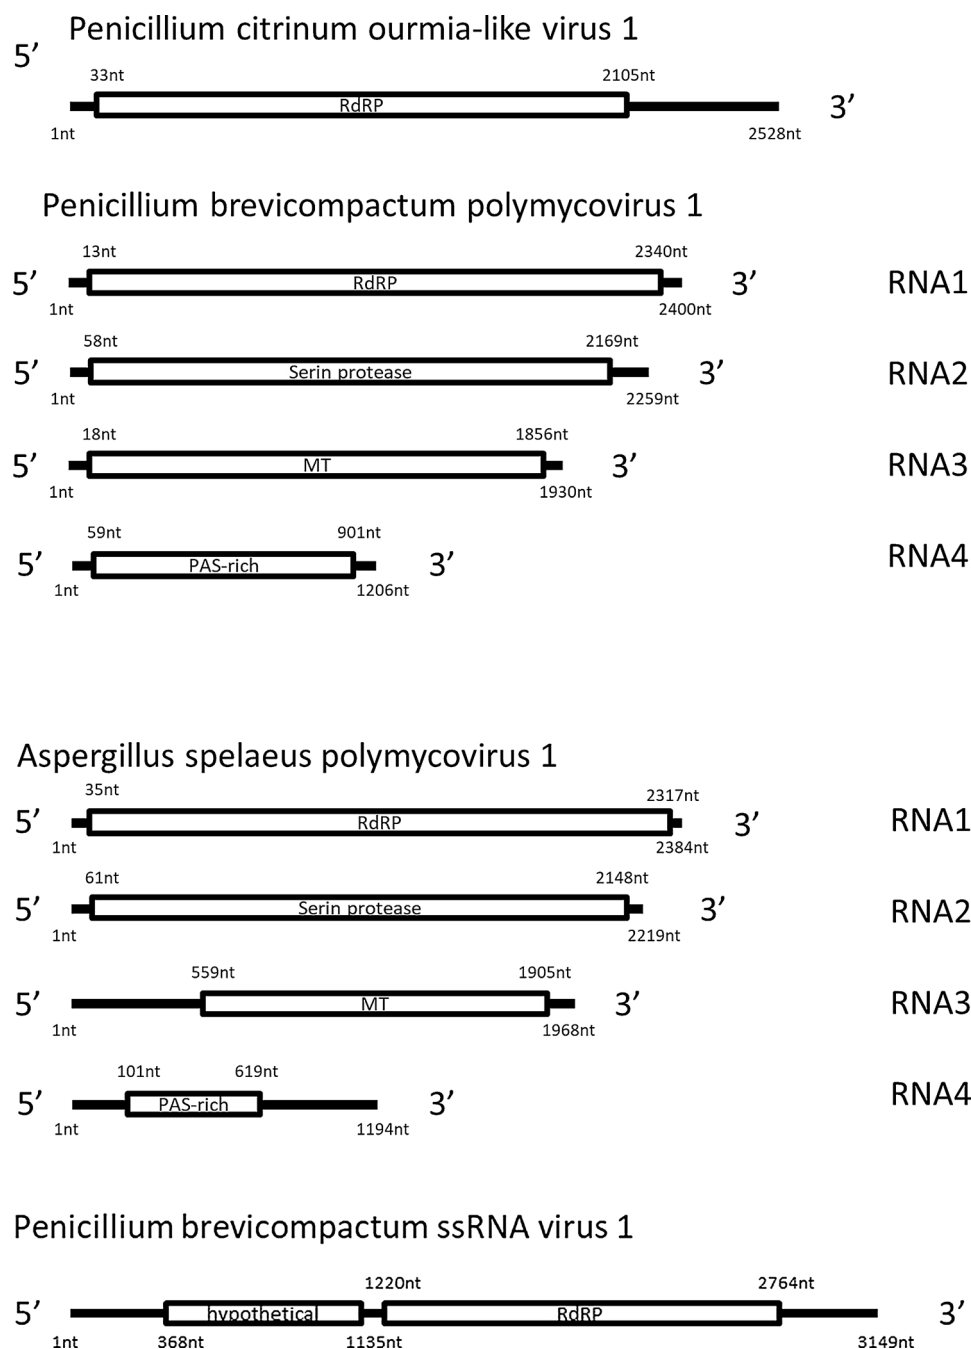 Penicillium citrinum ourmia-like virus 1
5’
33nt 2105nt
RdRP
3’
1nt 2528nt
Penicillium brevicompactum polymycovirus 1
13nt 2340nt
5’ RdRP 3’ RNA1
1nt 2400nt
58nt 2169nt
5’ Serin protease 3’ RNA2
1nt 2259nt
18nt 1856nt
5’ MT 3’ RNA3
1nt 1930nt
59nt 901nt
5’ PAS-rich 3’ RNA4
1nt 1206nt
Aspergillus spelaeus polymycovirus 1
35nt 2317nt
5’ RdRP 3’ RNA1
1nt 2384nt
61nt 2148nt
5’ Serin protease 3’ RNA2
1nt 2219nt
559nt 1905nt
5’ MT 3’ RNA3
1nt 1968nt
101nt 619nt
5’ PAS-rich 3’ RNA4
1nt 1194nt
Penicillium brevicompactum ssRNA virus 1
1220nt 2764nt
5’ hypothetical RdRP 3’
1nt 368nt 1135nt 3149nt